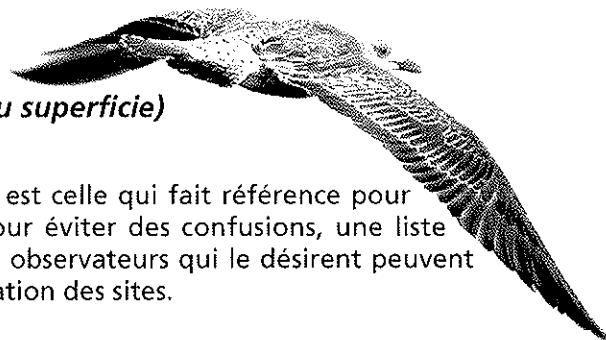 u superficie)
est celle qui fait référence pour
our éviter des confusions, une liste
observateurs qui le désirent peuvent
ation des sites.